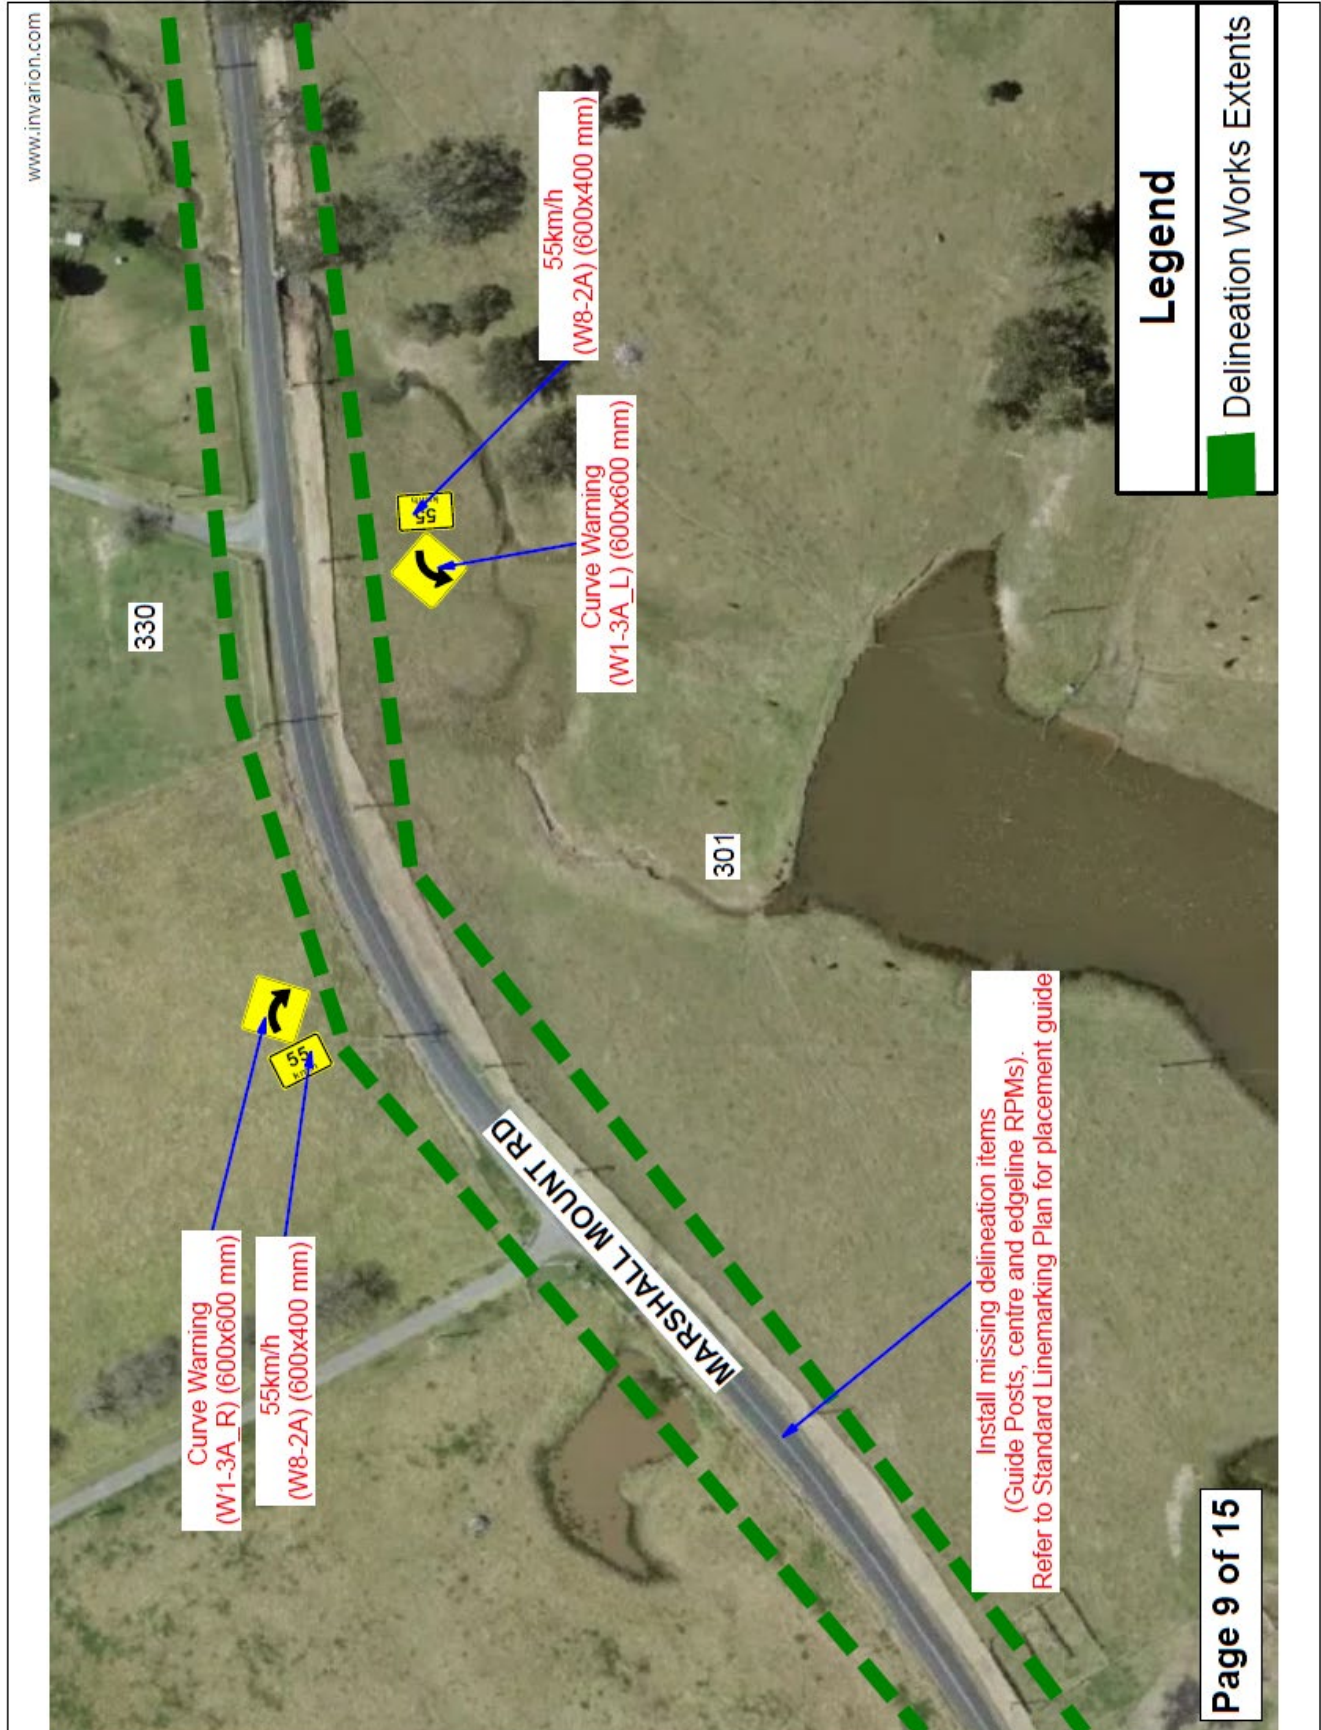 www.invarion.com
330
Curve Warning
(W1-3A_R) (600x600 mm)
55km/h
(W8-2A) (600x400 mm)
55
km/h
55km/h
(W8-2A) (600x400 mm)
55
km/h
Curve Warning
(W1-3A_L) (600x600 mm)
301
MARSHALL MOUNT RD
Install missing delineation items
(Guide Posts, centre and edgeline RPMs).
Refer to Standard Linemarking Plan for placement guide
Legend
Delineation Works Extents
Page 9 of 15